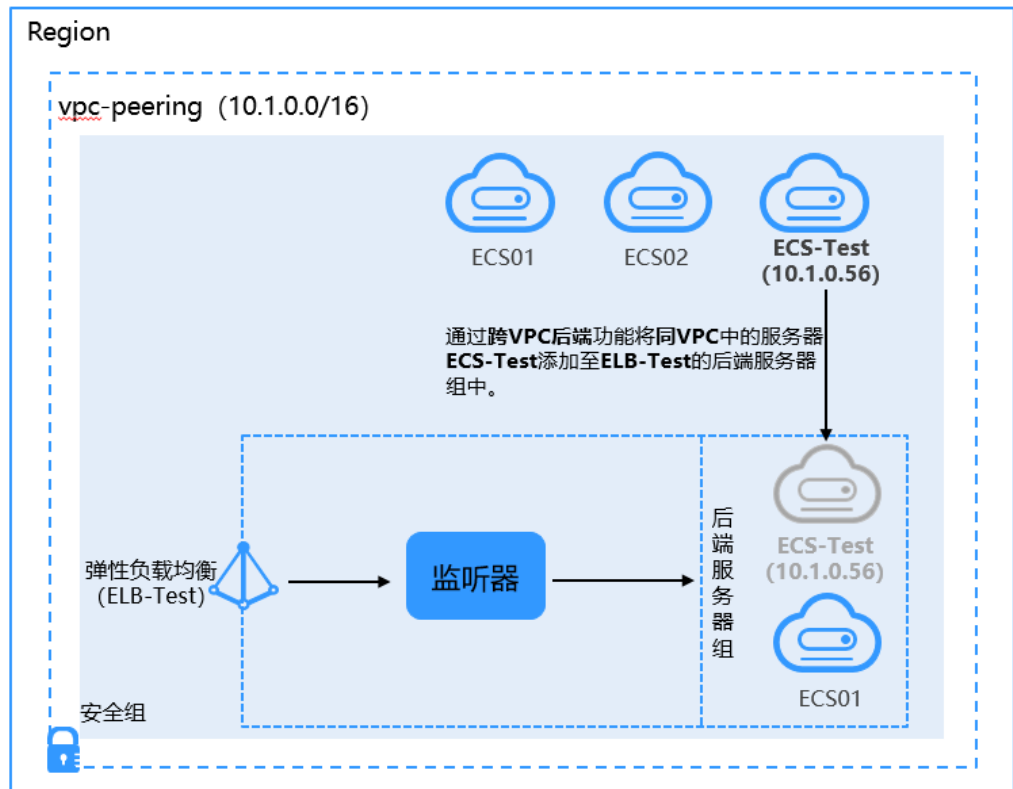 Region
vpc-peering（10.1.0.0/16）
ECS01
ECS02
ECS-Test
(10.1.0.56)
通过跨VPC后端功能将同VPC中的服务器
ECS-Test添加至ELB-Test的后端服务器
组中。
弹性负载均衡
(ELB-Test)
监听器
后
端
服
务
器
组
ECS-Test
(10.1.0.56)
ECS01
安全组